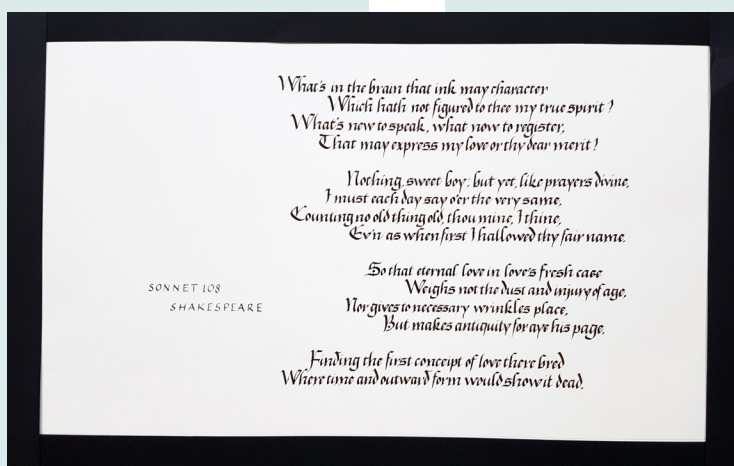 What's in the brain that ink may character
Which hath not figured to thee my true spirit?
What's new to speak, what now to register,
That may express my love or thy dear merit?
Nothing, sweet boy; but yet, like prayers divine,
I must each day say o'er the very same,
Counting no old thing old, thou mine, I thine,
Ev'n as when first I hallowed thy fair name.
So that eternal love in love's fresh case
Weighs not the dust and injury of age,
Nor gives to necessary wrinkles place,
But makes antiquity for aye his page,
Finding the first conceipt of love there bred
Where time and outward form would show it dead.
SONNET 108
SHAKESPEARE